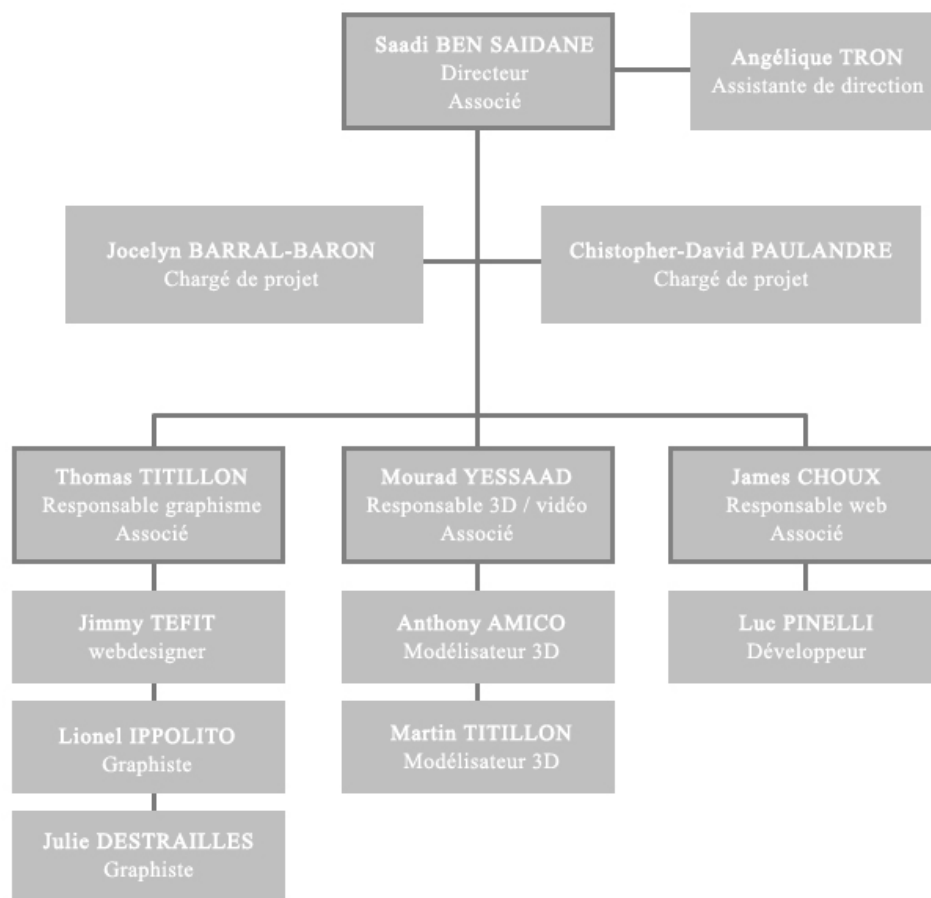 Saadi BEN SAIDANE
Directeur
Associé
Angélique TRON
Assistante de direction
Jocelyn BARRAL-BARON
Chargé de projet
Chistopher-David PAULANDRE
Chargé de projet
Thomas TITILLON
Responsable graphisme
Associé
Mourad YESSAAD
Responsable 3D / vidéo
Associé
James CHOUX
Responsable web
Associé
Jimmy TEFIT
webdesigner
Anthony AMICO
Modélisateur 3D
Luc PINELLI
Développeur
Lionel IPPOLITO
Graphiste
Martin TITILLON
Modélisateur 3D
Julie DESTRAILLES
Graphiste